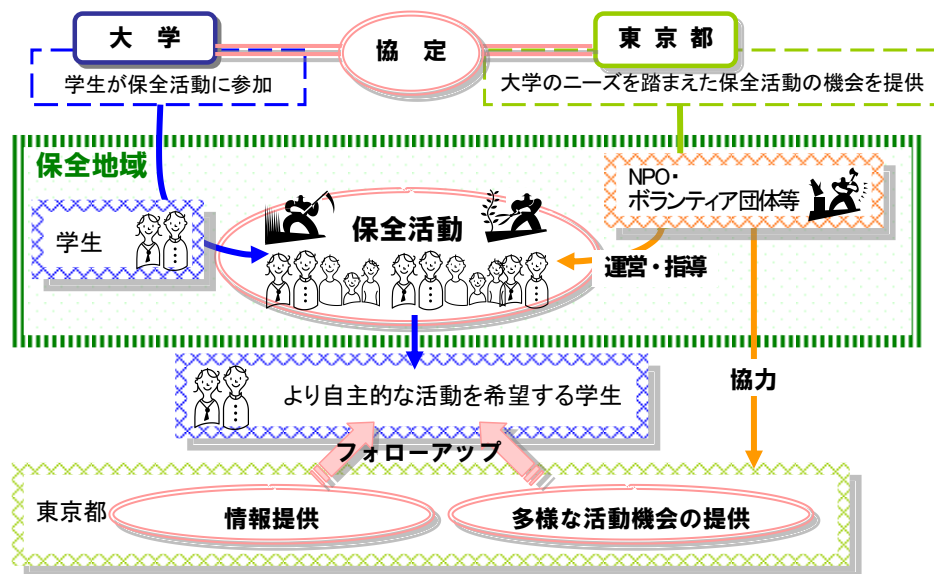 大 学
協 定
東 京 都
学生が保全活動に参加
大学のニーズを踏まえた保全活動の機会を提供
保全地域
NPO・
ボランティア団体等
学生
保全活動
運営・指導
より自主的な活動を希望する学生
協力
フォローアップ
東京都
情報提供
多様な活動機会の提供